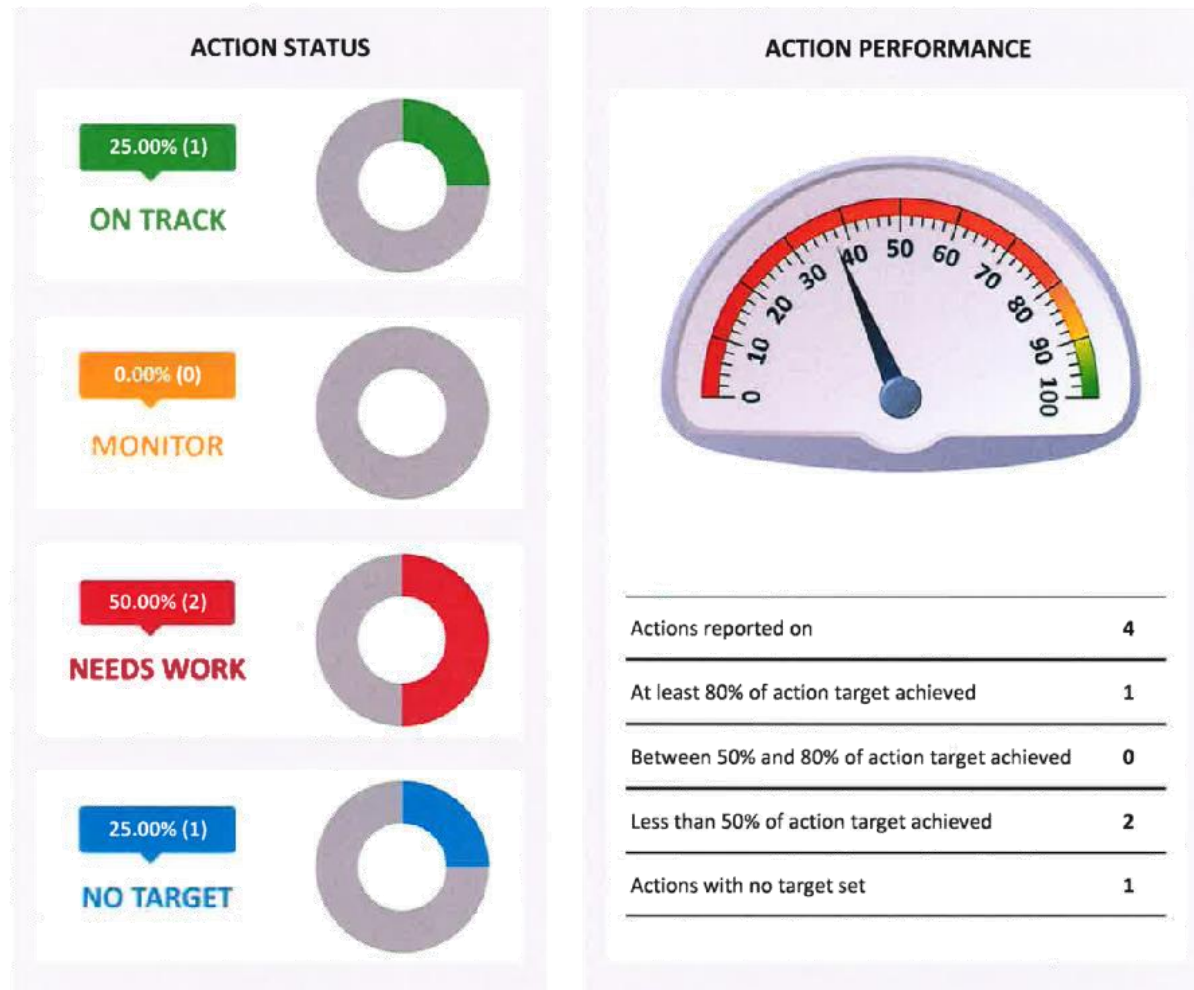 ACTION STATUS
25.00% (1)
ON TRACK
0.00% (0)
MONITOR
50.00% (2)
NEEDS WORK
25.00% (1)
NO TARGET
ACTION PERFORMANCE
0
10
20
30
40
50
60
70
80
90
100
Actions reported on 4
At least 80% of action target achieved 1
Between 50% and 80% of action target achieved 0
Less than 50% of action target achieved 2
Actions with no target set 1